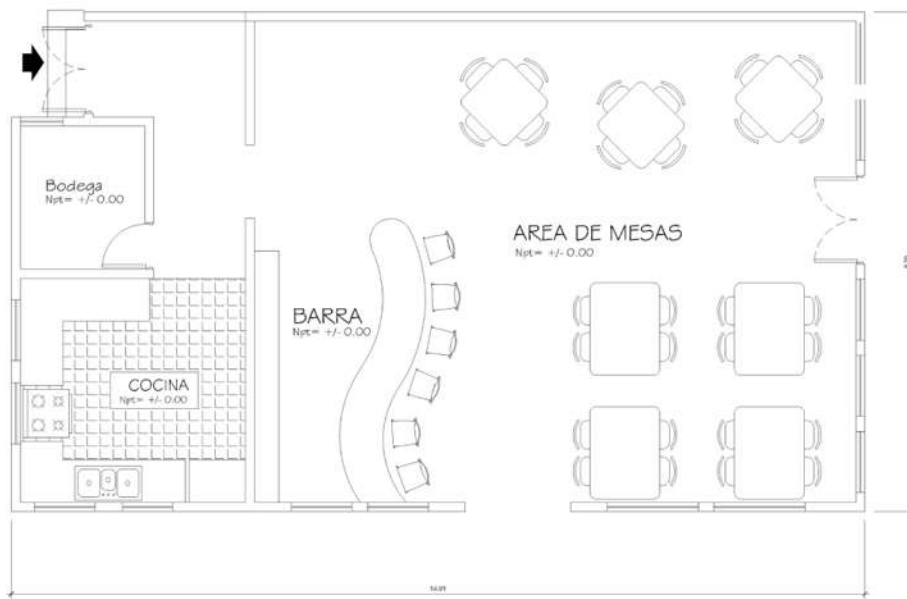 Bodega
Npt= +/- 0.00
AREA DE MESAS
Npt= +/- 0.00
BARRA
Npt= +/- 0.00
COCINA
Npt= +/- 0.00